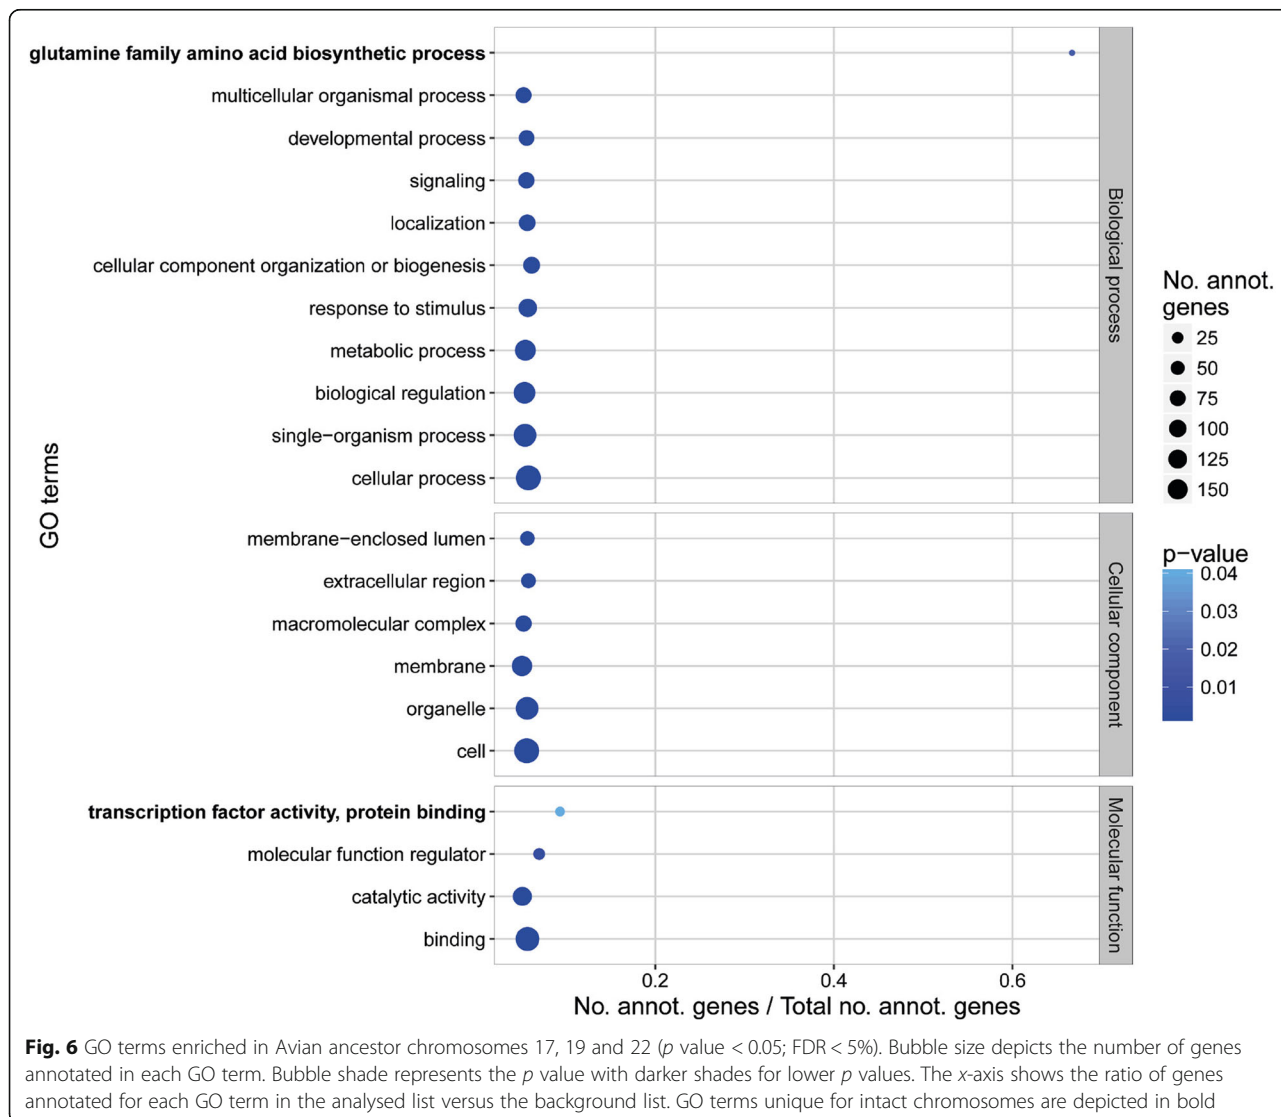 glutamine family amino acid biosynthetic process
multicellular organismal process
developmental process
signaling
localization
cellular component organization or biogenesis
response to stimulus
metabolic process
biological regulation
single−organism process
cellular process
Biological process
membrane−enclosed lumen
extracellular region
macromolecular complex
membrane
organelle
cell
Cellular component
transcription factor activity, protein binding
molecular function regulator
catalytic activity
binding
Molecular function
GO terms
0.2 0.4 0.6
No. annot. genes / Total no. annot. genes
No. annot.
genes
25
50
75
100
125
150
p−value
0.04
0.03
0.02
0.01
Fig. 6 GO terms enriched in Avian ancestor chromosomes 17, 19 and 22 (p value < 0.05; FDR < 5%). Bubble size depicts the number of genes
annotated in each GO term. Bubble shade represents the p value with darker shades for lower p values. The x-axis shows the ratio of genes
annotated for each GO term in the analysed list versus the background list. GO terms unique for intact chromosomes are depicted in bold